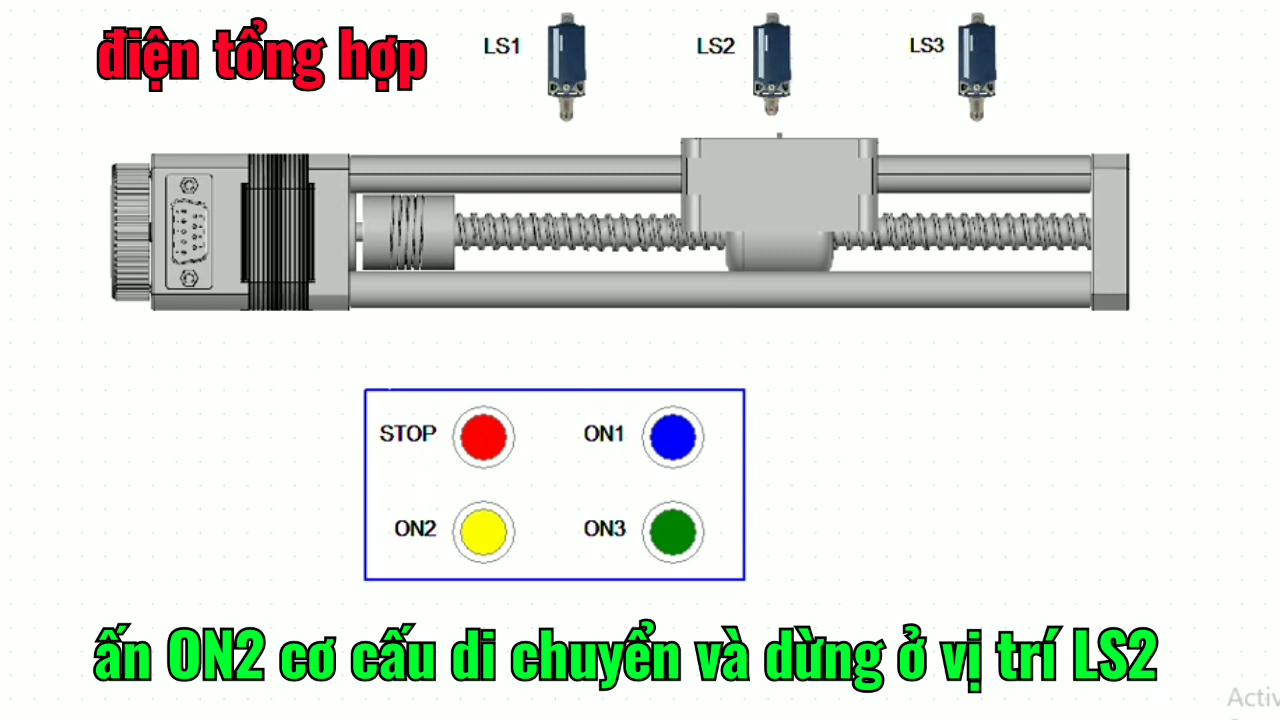 điện tổng hợp
LS1
LS2
LS3
STOP
ON1
ON2
ON3
ấn ON2 cơ cấu di chuyển và dừng ở vị trí LS2
Activ